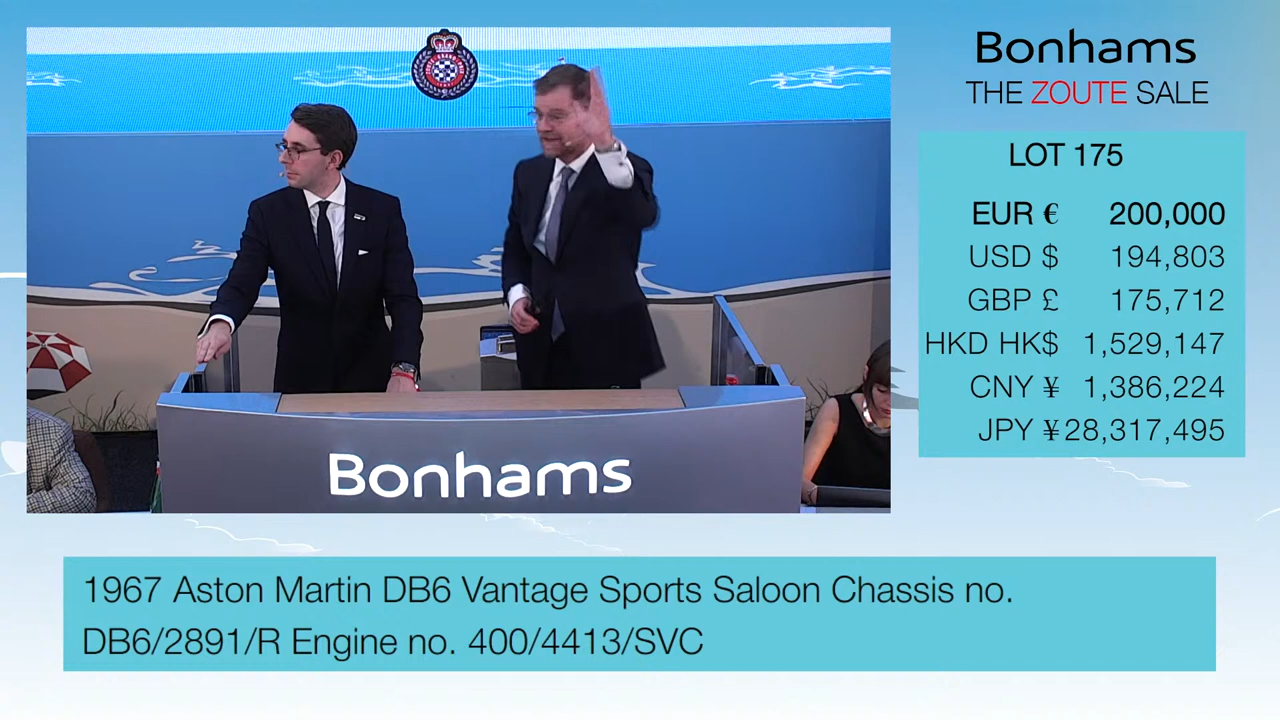 Bonhams
THE ZOUTE SALE
LOT 175
EUR € 200,000
USD $ 194,803
GBP £ 175,712
HKD HK$ 1,529,147
CNY ¥ 1,386,224
JPY ¥ 28,317,495
Bonhams
1967 Aston Martin DB6 Vantage Sports Saloon Chassis no.
DB6/2891/R Engine no. 400/4413/SVC